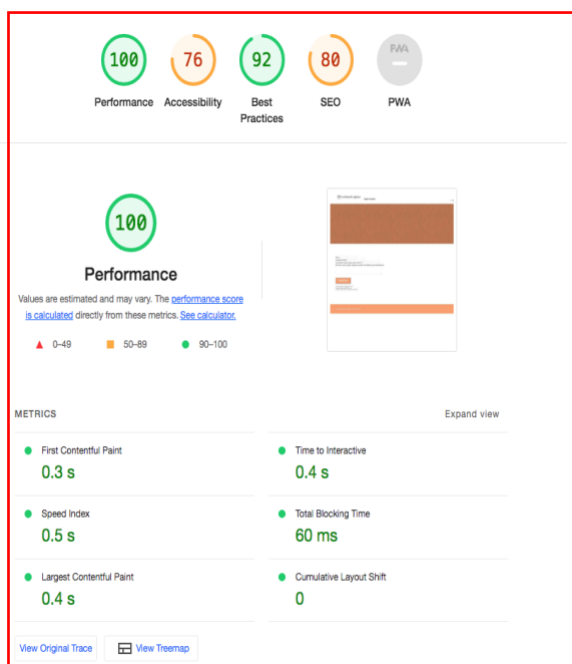 100
76
92
80
PWA
Performance
Accessibility
Best
Practices
SEO
PWA
100
Performance
Values are estimated and may vary. The performance score
is calculated directly from these metrics. See calculator.
0–49
50–89
90–100
METRICS
Expand view
First Contentful Paint
0.3 s
Time to Interactive
0.4 s
Speed Index
0.5 s
Total Blocking Time
60 ms
Largest Contentful Paint
0.4 s
Cumulative Layout Shift
0
View Original Trace
View Treemap